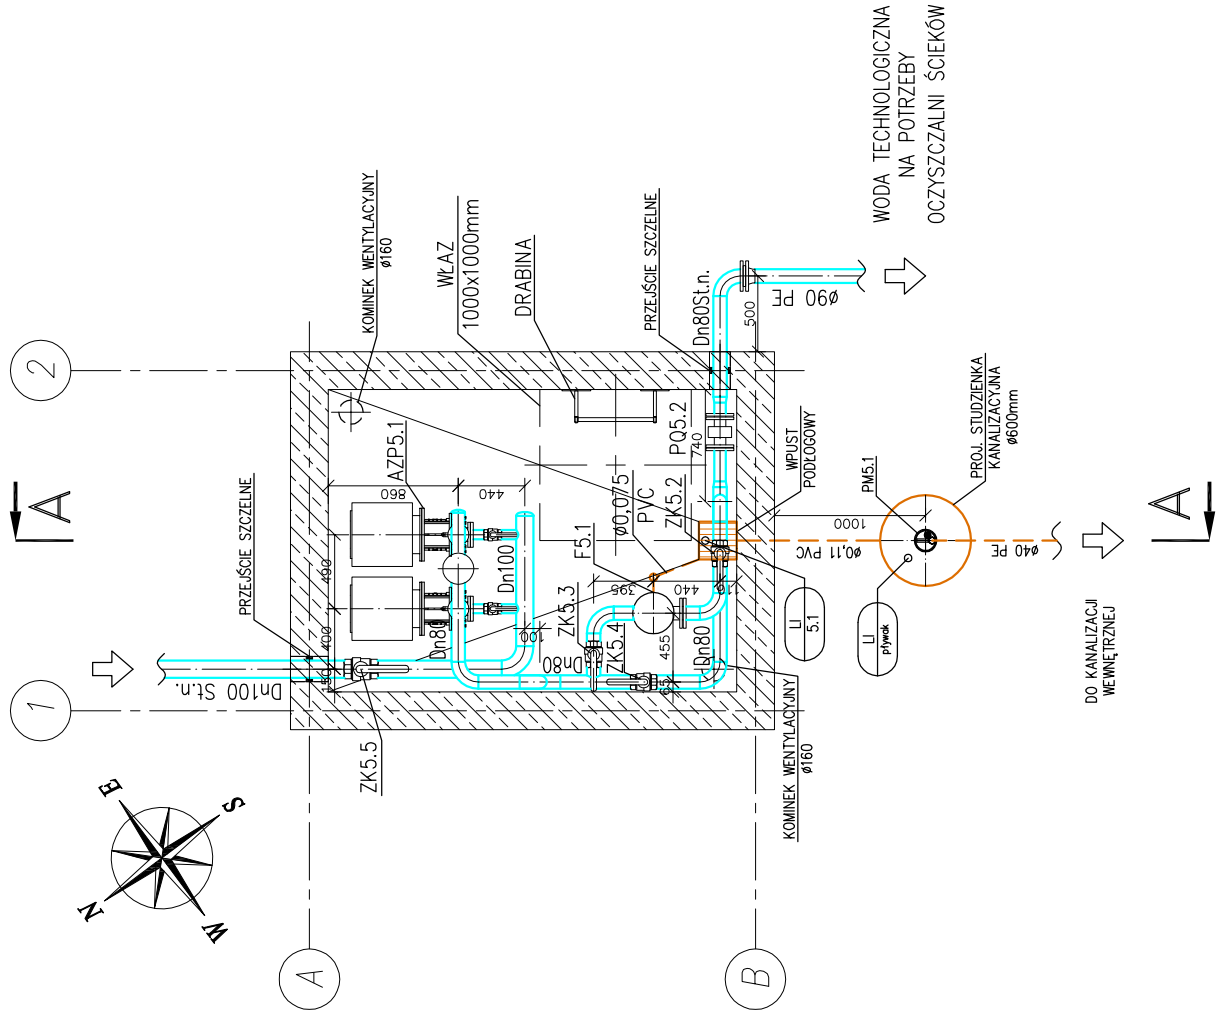 WODA TECHNOLOGICZNA
NA POTRZEBY
OCZYSZCZALNI ŚCIEKÓW
KOMINEK WENTYLACYJNY
ø160
WŁAZ
1000x1000mm
DRABINA
PRZEJŚCIE SZCZELNE
Dn80St.n.
ø90 PE
500
2
A
PRZEJŚCIE SZCZELNE
AZP5.1
860
440
490
400
150
100
Dn100
Dn80
Dn100 St.n.
1
ZK5.5
PQ5.2
740
ø0,075
PVC
ZK5.2
F5.1
395
440
110
ZK5.3
ZK5.4
Dn80
455
65
Dn80
WPUST
PODŁOGOWY
PM5.1
PROJ. STUDZIENKA
KANALIZACYJNA
ø600mm
1000
ø0,11 PVC
ø40 PE
LI
5.1
LI
pływak
A
DO KANALIZACJI
WEWNĘTRZNEJ
KOMINEK WENTYLACYJNY
ø160
N
E
S
W
A
B